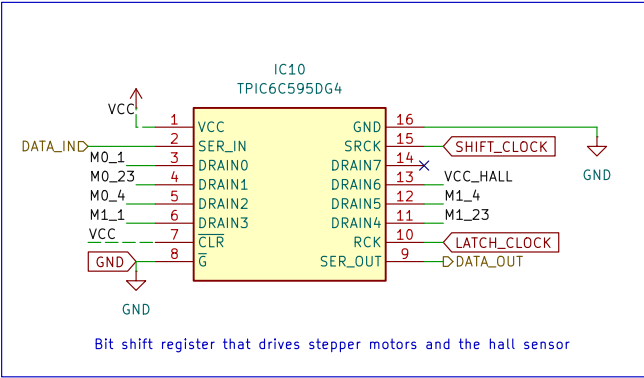 IC10
TPIC6C595DG4
VCC
1 VCC GND 16
DATA_IN 2 SER_IN SRCK 15 SHIFT_CLOCK
M0_1 3 DRAIN0 DRAIN7 14
M0_23 4 DRAIN1 DRAIN6 13 VCC_HALL
M0_4 5 DRAIN2 DRAIN5 12 M1_4
M1_1 6 DRAIN3 DRAIN4 11 M1_23
VCC 7 CLR RCK 10 LATCH_CLOCK
GND 8 G SER_OUT 9 DATA_OUT
GND
GND
Bit shift register that drives stepper motors and the hall sensor